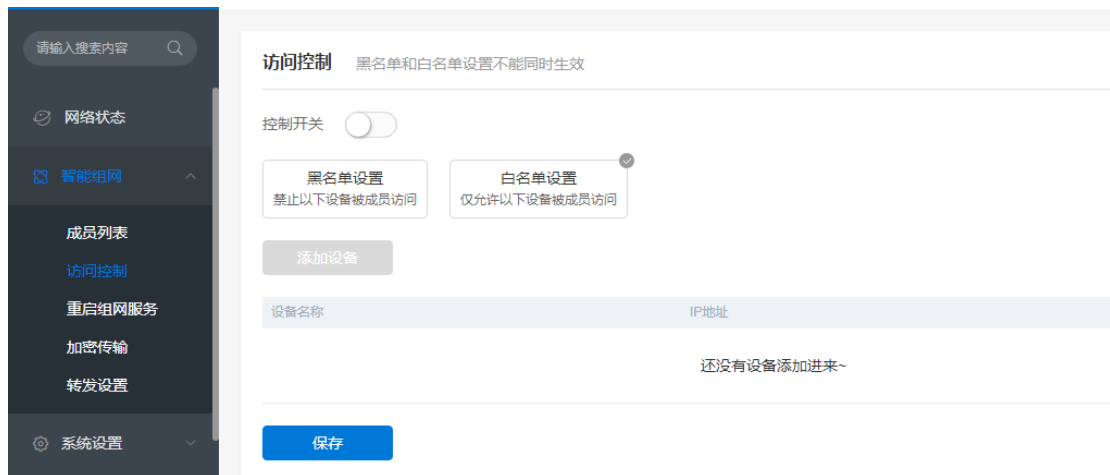 请输入搜索内容
网络状态
智能组网
成员列表
访问控制
重启组网服务
加密传输
转发设置
系统设置
访问控制 黑名单和白名单设置不能同时生效
控制开关
黑名单设置
禁止以下设备被成员访问
白名单设置
仅允许以下设备被成员访问
添加设备
设备名称 IP地址
还没有设备添加进来~
保存